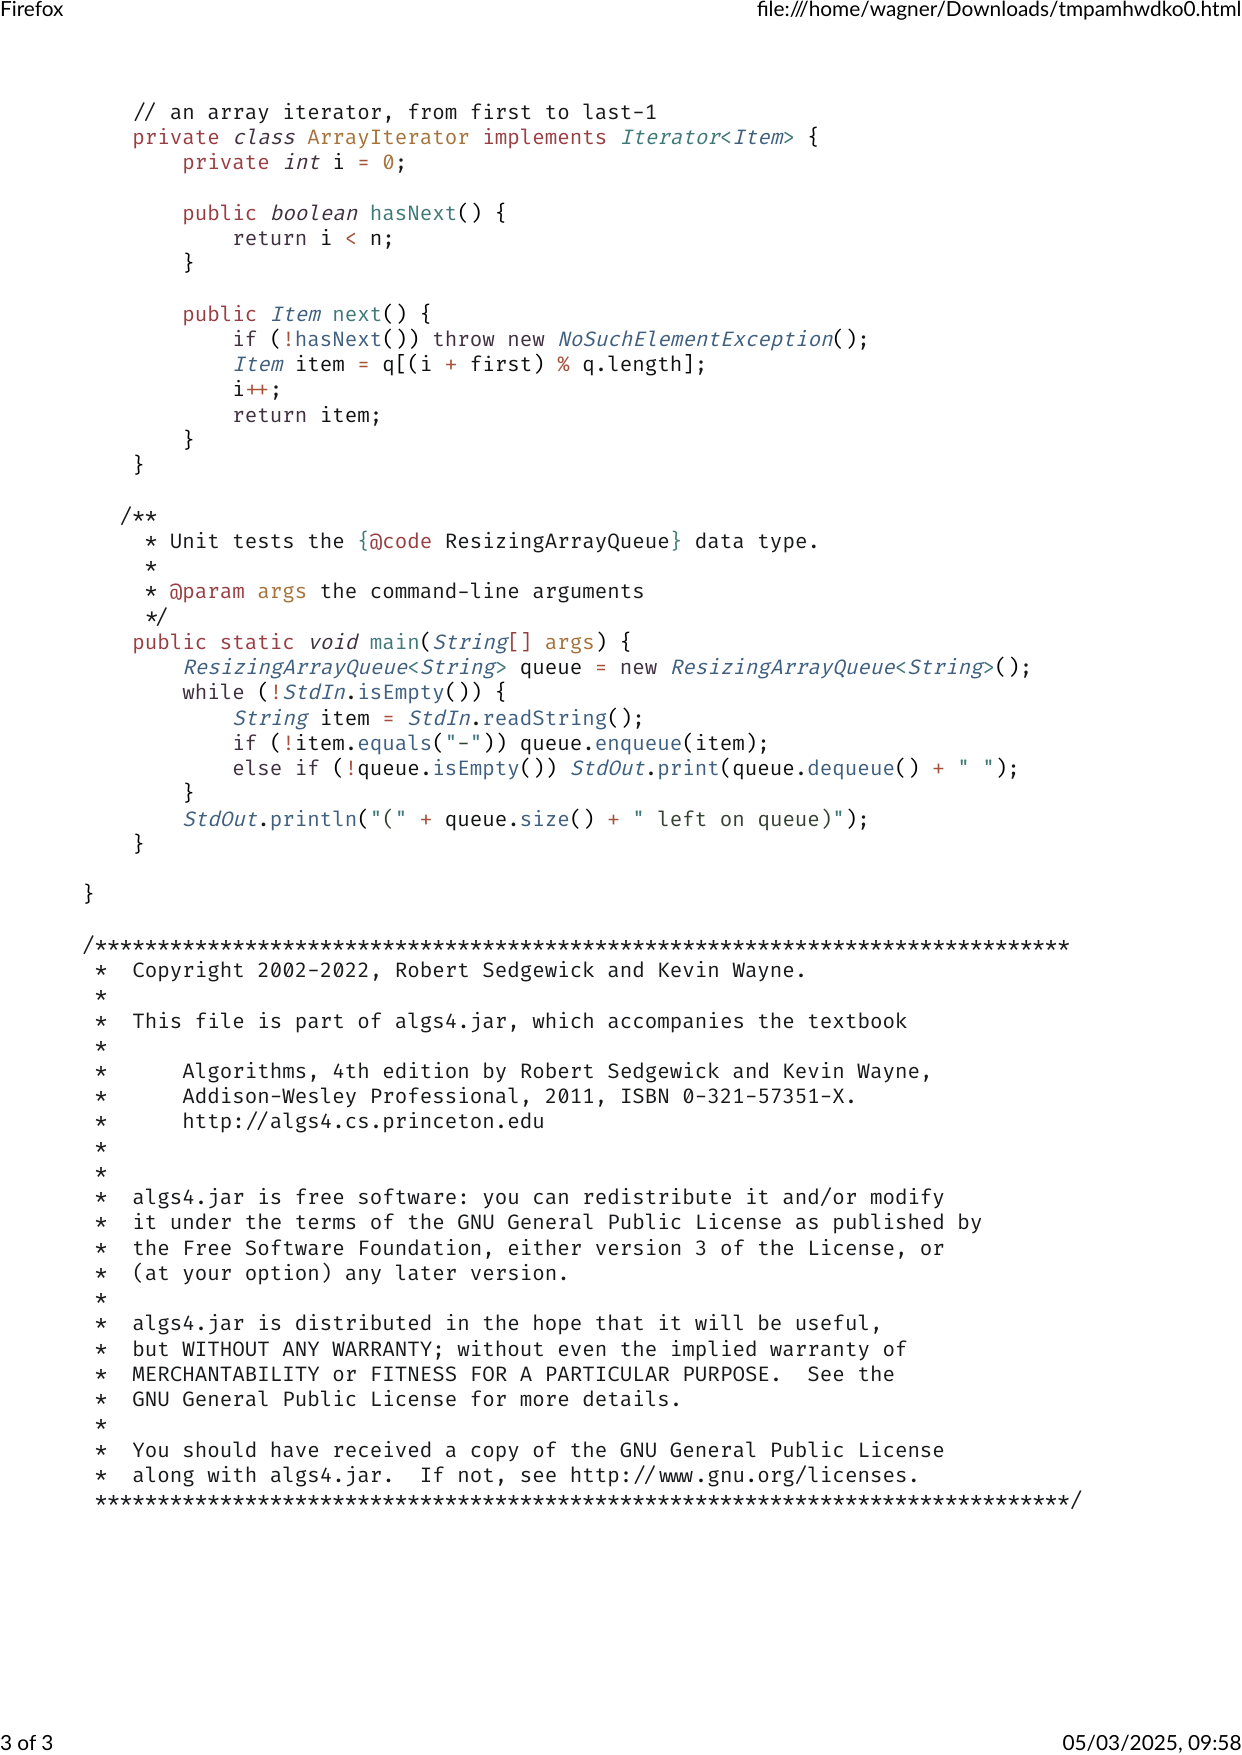 Firefox file:///home/wagner/Downloads/tmpamhwdko0.html
    // an array iterator, from first to last-1
    private class ArrayIterator implements Iterator<Item> {
        private int i = 0;

        public boolean hasNext() {
            return i < n;
        }

        public Item next() {
            if (!hasNext()) throw new NoSuchElementException();
            Item item = q[(i + first) % q.length];
            i++;
            return item;
        }
    }

   /**
     * Unit tests the {@code ResizingArrayQueue} data type.
     *
     * @param args the command-line arguments
     */
    public static void main(String[] args) {
        ResizingArrayQueue<String> queue = new ResizingArrayQueue<String>();
        while (!StdIn.isEmpty()) {
            String item = StdIn.readString();
            if (!item.equals("-")) queue.enqueue(item);
            else if (!queue.isEmpty()) StdOut.print(queue.dequeue() + " ");
        }
        StdOut.println("(" + queue.size() + " left on queue)");
    }

}

/******************************************************************************
 *  Copyright 2002-2022, Robert Sedgewick and Kevin Wayne.
 *
 *  This file is part of algs4.jar, which accompanies the textbook
 *
 *      Algorithms, 4th edition by Robert Sedgewick and Kevin Wayne,
 *      Addison-Wesley Professional, 2011, ISBN 0-321-57351-X.
 *      http://algs4.cs.princeton.edu
 *
 *
 *  algs4.jar is free software: you can redistribute it and/or modify
 *  it under the terms of the GNU General Public License as published by
 *  the Free Software Foundation, either version 3 of the License, or
 *  (at your option) any later version.
 *
 *  algs4.jar is distributed in the hope that it will be useful,
 *  but WITHOUT ANY WARRANTY; without even the implied warranty of
 *  MERCHANTABILITY or FITNESS FOR A PARTICULAR PURPOSE.  See the
 *  GNU General Public License for more details.
 *
 *  You should have received a copy of the GNU General Public License
 *  along with algs4.jar.  If not, see http://www.gnu.org/licenses.
 ******************************************************************************/
3 of 3 05/03/2025, 09:58